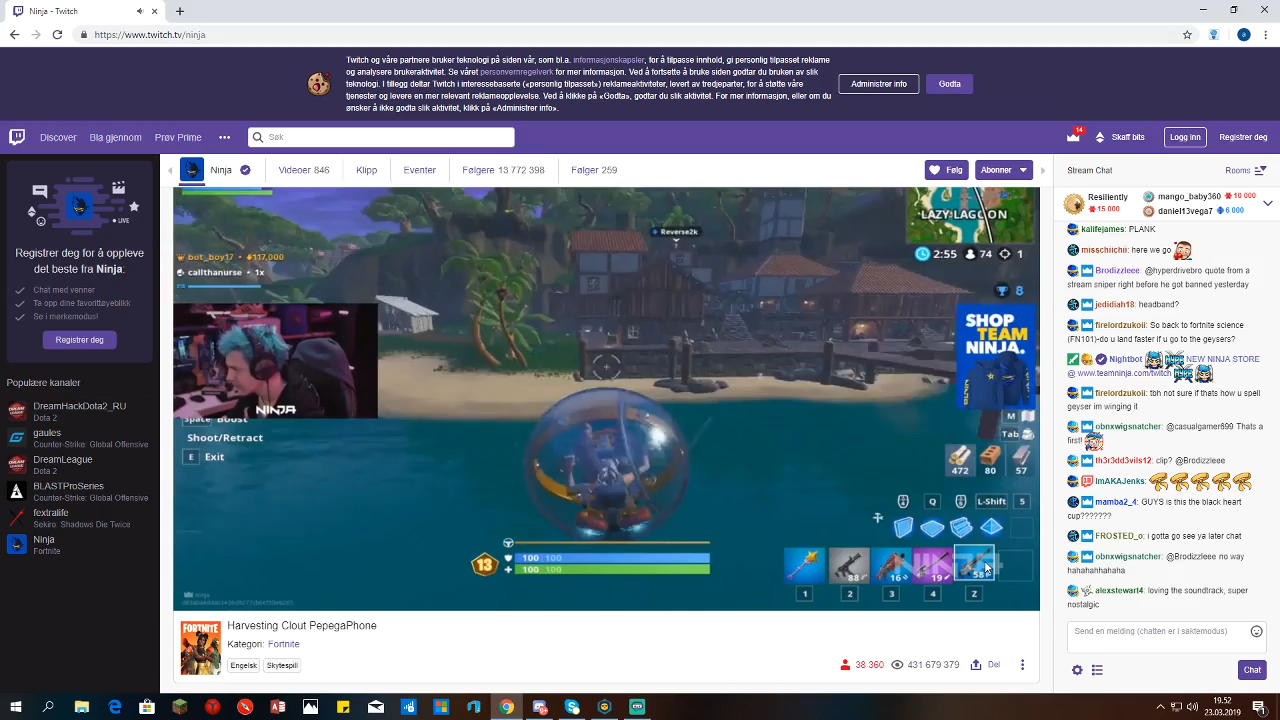 Ninja - Twitch
https://www.twitch.tv/ninja
Twitch og våre partnere bruker teknologi på siden vår, som bl.a. informasjonskapsler, for å tilpasse innhold, gi personlig tilpasset reklame
og analysere brukeraktivitet. Se våret personvernregelverk for mer informasjon. Ved å fortsette å bruke siden godtar du bruken av slik
teknologi. I tillegg deltar Twitch i interessebaserte («personlig tilpasset») reklameaktiviteter, levert av tredjeparter, for at disse
tjenester og levere en mer relevant reklameopplevelse. Ved å klikke på «Godta», godtar du slik aktivitet. For mer informasjon, eller om
du ønsker å ikke godta slik aktivitet, klikk på «Administrer info».
Administrer info
Godta
Discover
Bla gjennom
Prøv Prime
•••
Søk
14
Skaff bits
Logg inn
Registrer deg
Ninja
Videoer 846
Klipp
Eventer
Følgere 13 772 398
Følger 259
Følg
Abonner
Stream Chat
Rooms
LIVE
Registrer deg for å oppleve
det beste fra Ninja.
Chat med venner
Ta opp dine favorittøyeblikk
Se i mørkemodus!
Registrer deg
Populære kanaler
DreamHackDota2_RU
Dota 2
gaules
Counter-Strike: Global Offensive
DreamLeague
Dota 2
BLASTProSeries
Counter-Strike: Global Offensive
fextralife
Sekiro: Shadows Die Twice
Ninja
Fortnite
bot_boy17 • 117,000
callthanurse • 1x
Reverse2k
LAZY LAGOON
2:55 74 1
8
SHOP
TEAM
NINJA.
NINJA
Space Boost
Shoot/Retract
E Exit
M
Tab
472 80 57
Q L-Shift 5
13
100 100
100 100
88 16 19 58
1 2 3 4 Z
Ninja
FORTNITE
Harvesting Clout PepegaPhone
Kategori: Fortnite
Engelsk Skytespill
38 360 431 679 379 Del
Resiliently
15 000
mango_baby360 10 000
daniel13vega7 6 000
kalifejames: PLANK
misschiichii: here we go
Brodizzleee: @hyperdrivebro quote from a
stream sniper right before he got banned yesterday
jedidiah18: headband?
firelordzukoii: So back to fortnite science
(FN101)-do u land faster if u go to the geysers?
Nightbot NEW NINJA STORE
@ www.teamninja.com/twitch
firelordzukoii: tbh not sure if thats how u spell
geyser im winging it
obnxwigsnatcher: @casualgamer699 Thats a
first!
th3r3dd3vils12: clip? @Brodizzleee
ImAKAJenks:
mamba2_4: GUYS is this the black heart
cup???????
FROSTED_o: i gotta go see ya later chat
obnxwigsnatcher: @Brodizzleee no way
hahahahhahaha
alexstewart4: loving the soundtrack, super
nostalgic
Send en melding (chatten er i saktemodus)
Chat
19.52
23.03.2019